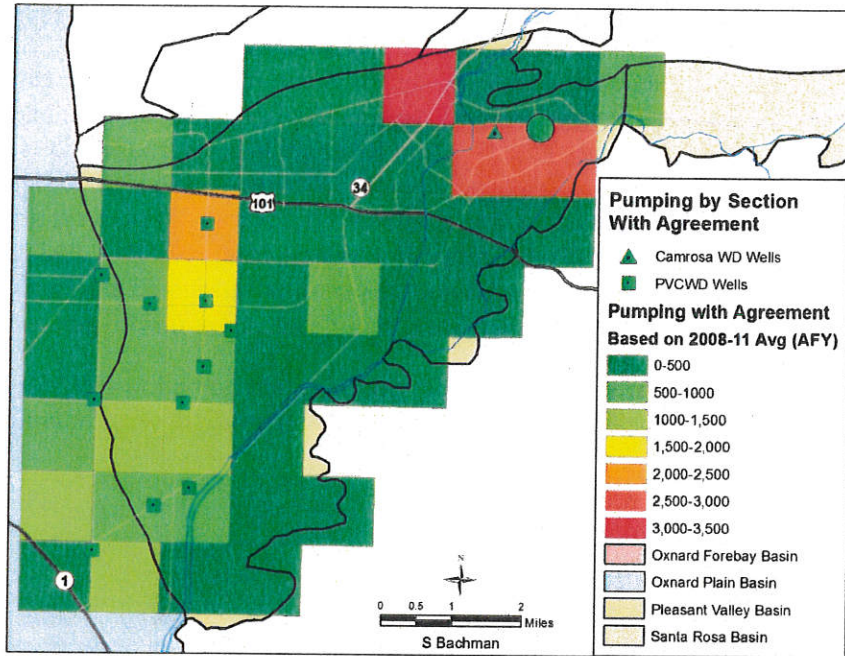 34
101
1
Pumping by Section
With Agreement
Camrosa WD Wells
PVCWD Wells
Pumping with Agreement
Based on 2008-11 Avg (AFY)
0-500
500-1000
1000-1,500
1,500-2,000
2,000-2,500
2,500-3,000
3,000-3,500
Oxnard Forebay Basin
Oxnard Plain Basin
Pleasant Valley Basin
Santa Rosa Basin
N
0 0.5 1 2
Miles
S Bachman